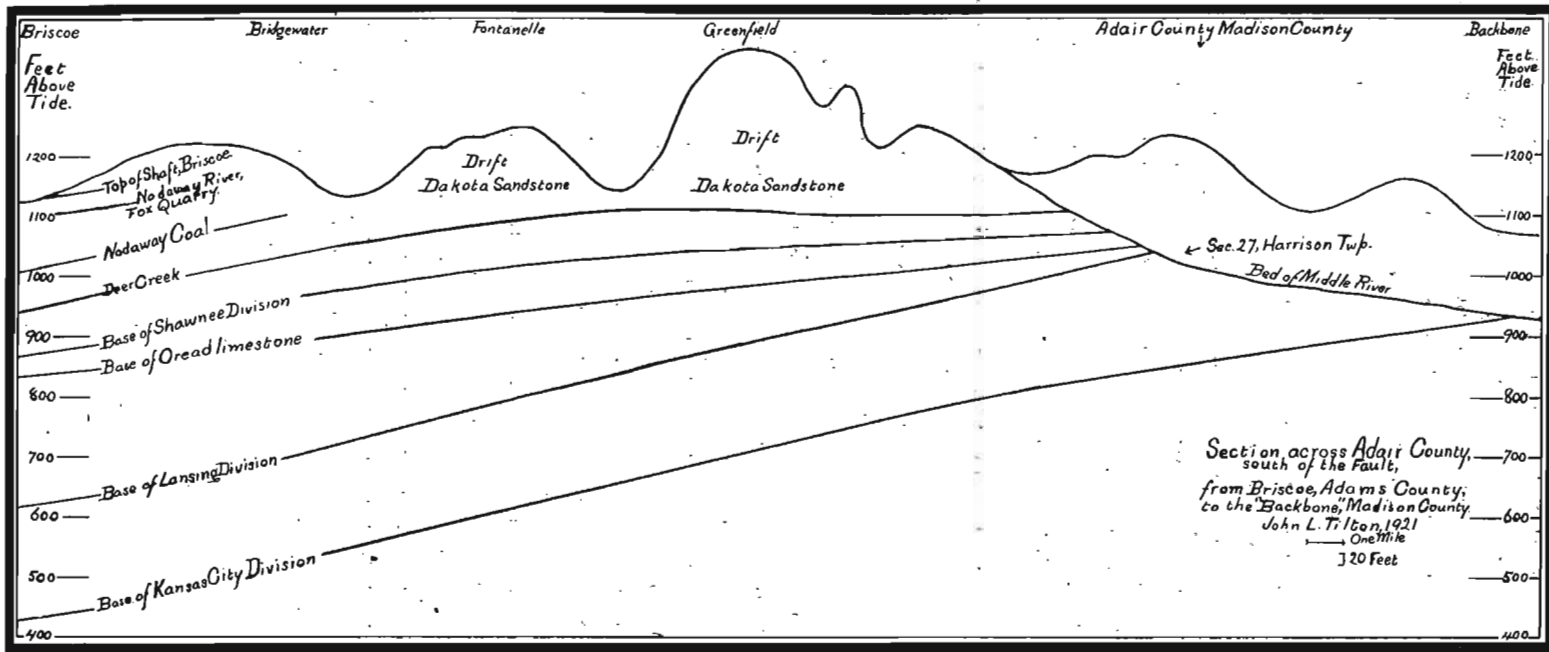 Briscoe
Bridgewater
Fontanelle
Greenfield
Adair County Madison County
Backbone
Feet
Above
Tide.
Feet
Above
Tide.
1200
1100
1000
900
800
700
600
500
400
Top of Shaft, Briscoe.
Nodaway River,
Fox Quarry.
Nodaway Coal
Deer Creek
Base of Shawnee Division
Base of Oread limestone
Base of Lansing Division
Base of Kansas City Division
Drift
Dakota Sandstone
Drift
Dakota Sandstone
Sec. 27, Harrison Twp.
Bed of Middle River
1200
1100
1000
900
800
700
600
500
400
Section across Adair County,
south of the Fault,
from Briscoe, Adams County,
to the "Backbone," Madison County
John L. Tilton, 1921
One Mile
20 Feet